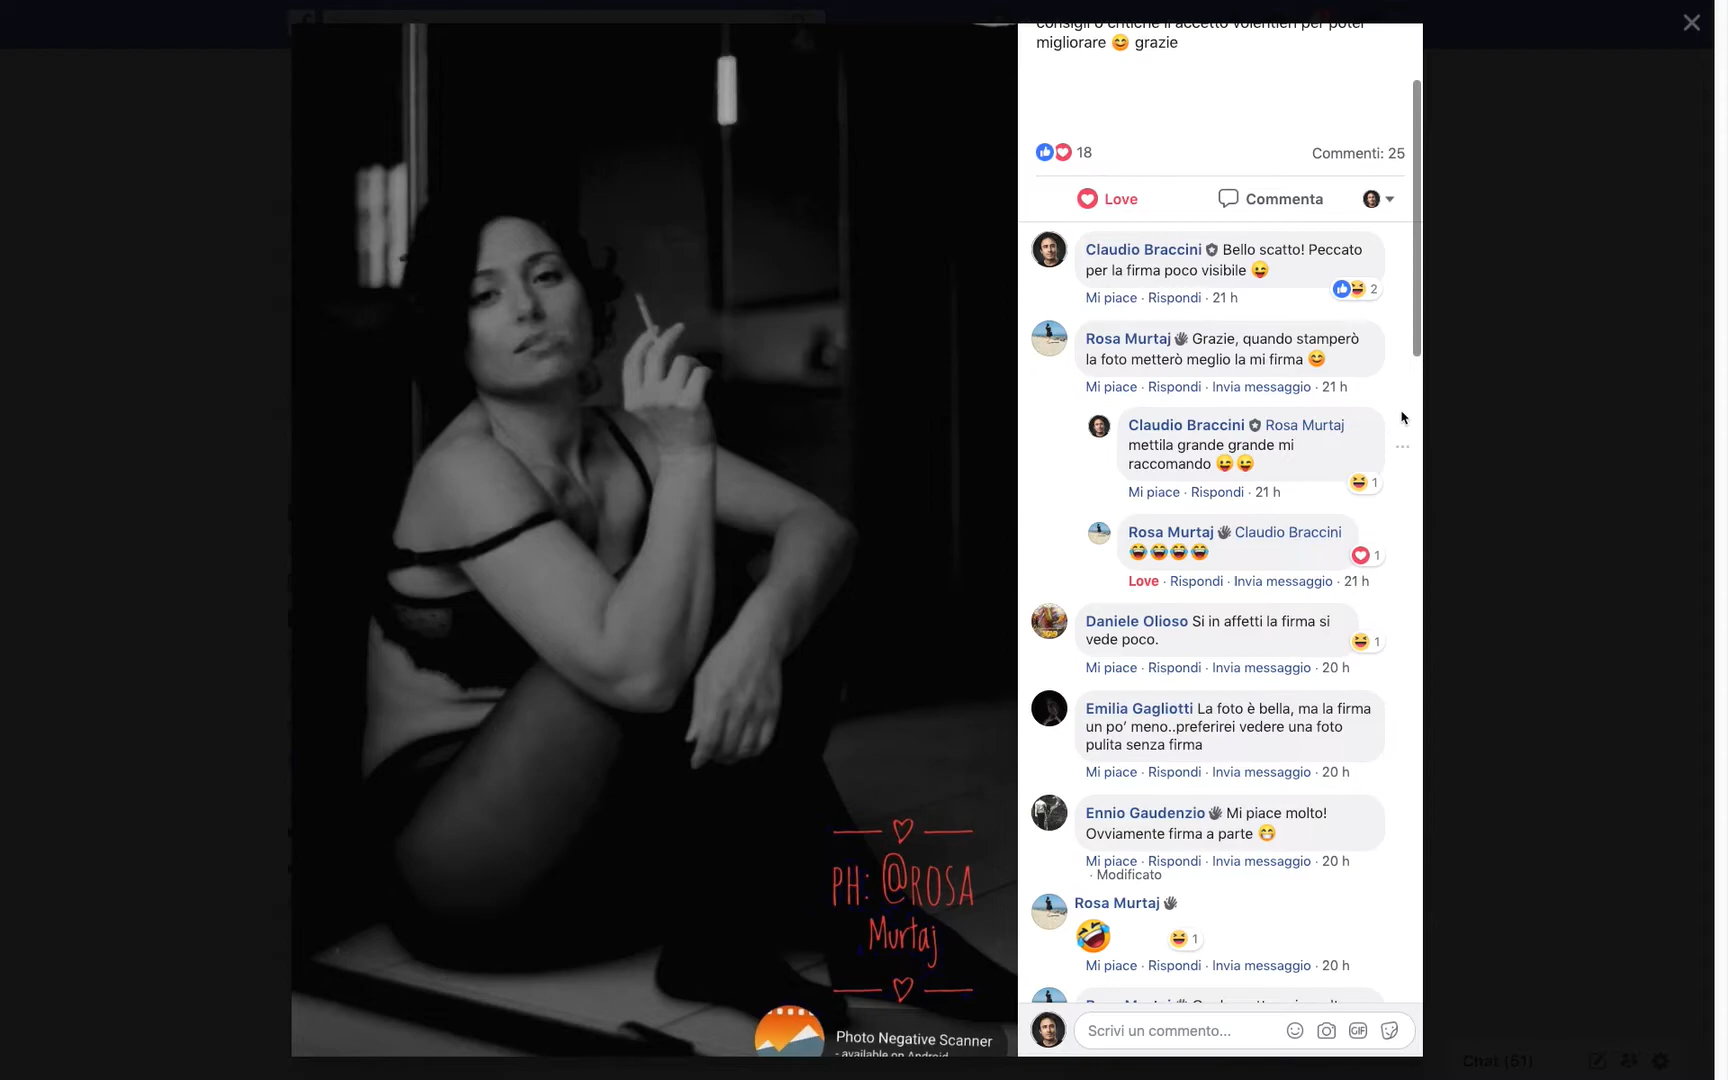 consigli o critiche li accetto volentieri per poter
migliorare 😊 grazie
18
Commenti: 25
Love
Commenta
Claudio Braccini Bello scatto! Peccato
per la firma poco visibile 😜
2
Mi piace · Rispondi · 21 h
Rosa Murtaj Grazie, quando stamperò
la foto metterò meglio la mi firma 😊
Mi piace · Rispondi · Invia messaggio · 21 h
Claudio Braccini Rosa Murtaj
mettila grande grande mi
raccomando 😜😜
1
Mi piace · Rispondi · 21 h
Rosa Murtaj Claudio Braccini
😂😂😂😂
1
Love · Rispondi · Invia messaggio · 21 h
Daniele Olioso Si in affetti la firma si
vede poco.
1
Mi piace · Rispondi · Invia messaggio · 20 h
Emilia Gagliotti La foto è bella, ma la firma
un po’ meno..preferirei vedere una foto
pulita senza firma
Mi piace · Rispondi · Invia messaggio · 20 h
Ennio Gaudenzio Mi piace molto!
Ovviamente firma a parte 😁
Mi piace · Rispondi · Invia messaggio · 20 h
· Modificato
Rosa Murtaj
🤣
1
Mi piace · Rispondi · Invia messaggio · 20 h
Scrivi un commento...
GIF
PH: @ROSA
Murtaj
Photo Negative Scanner
- available on Android
Chat (51)